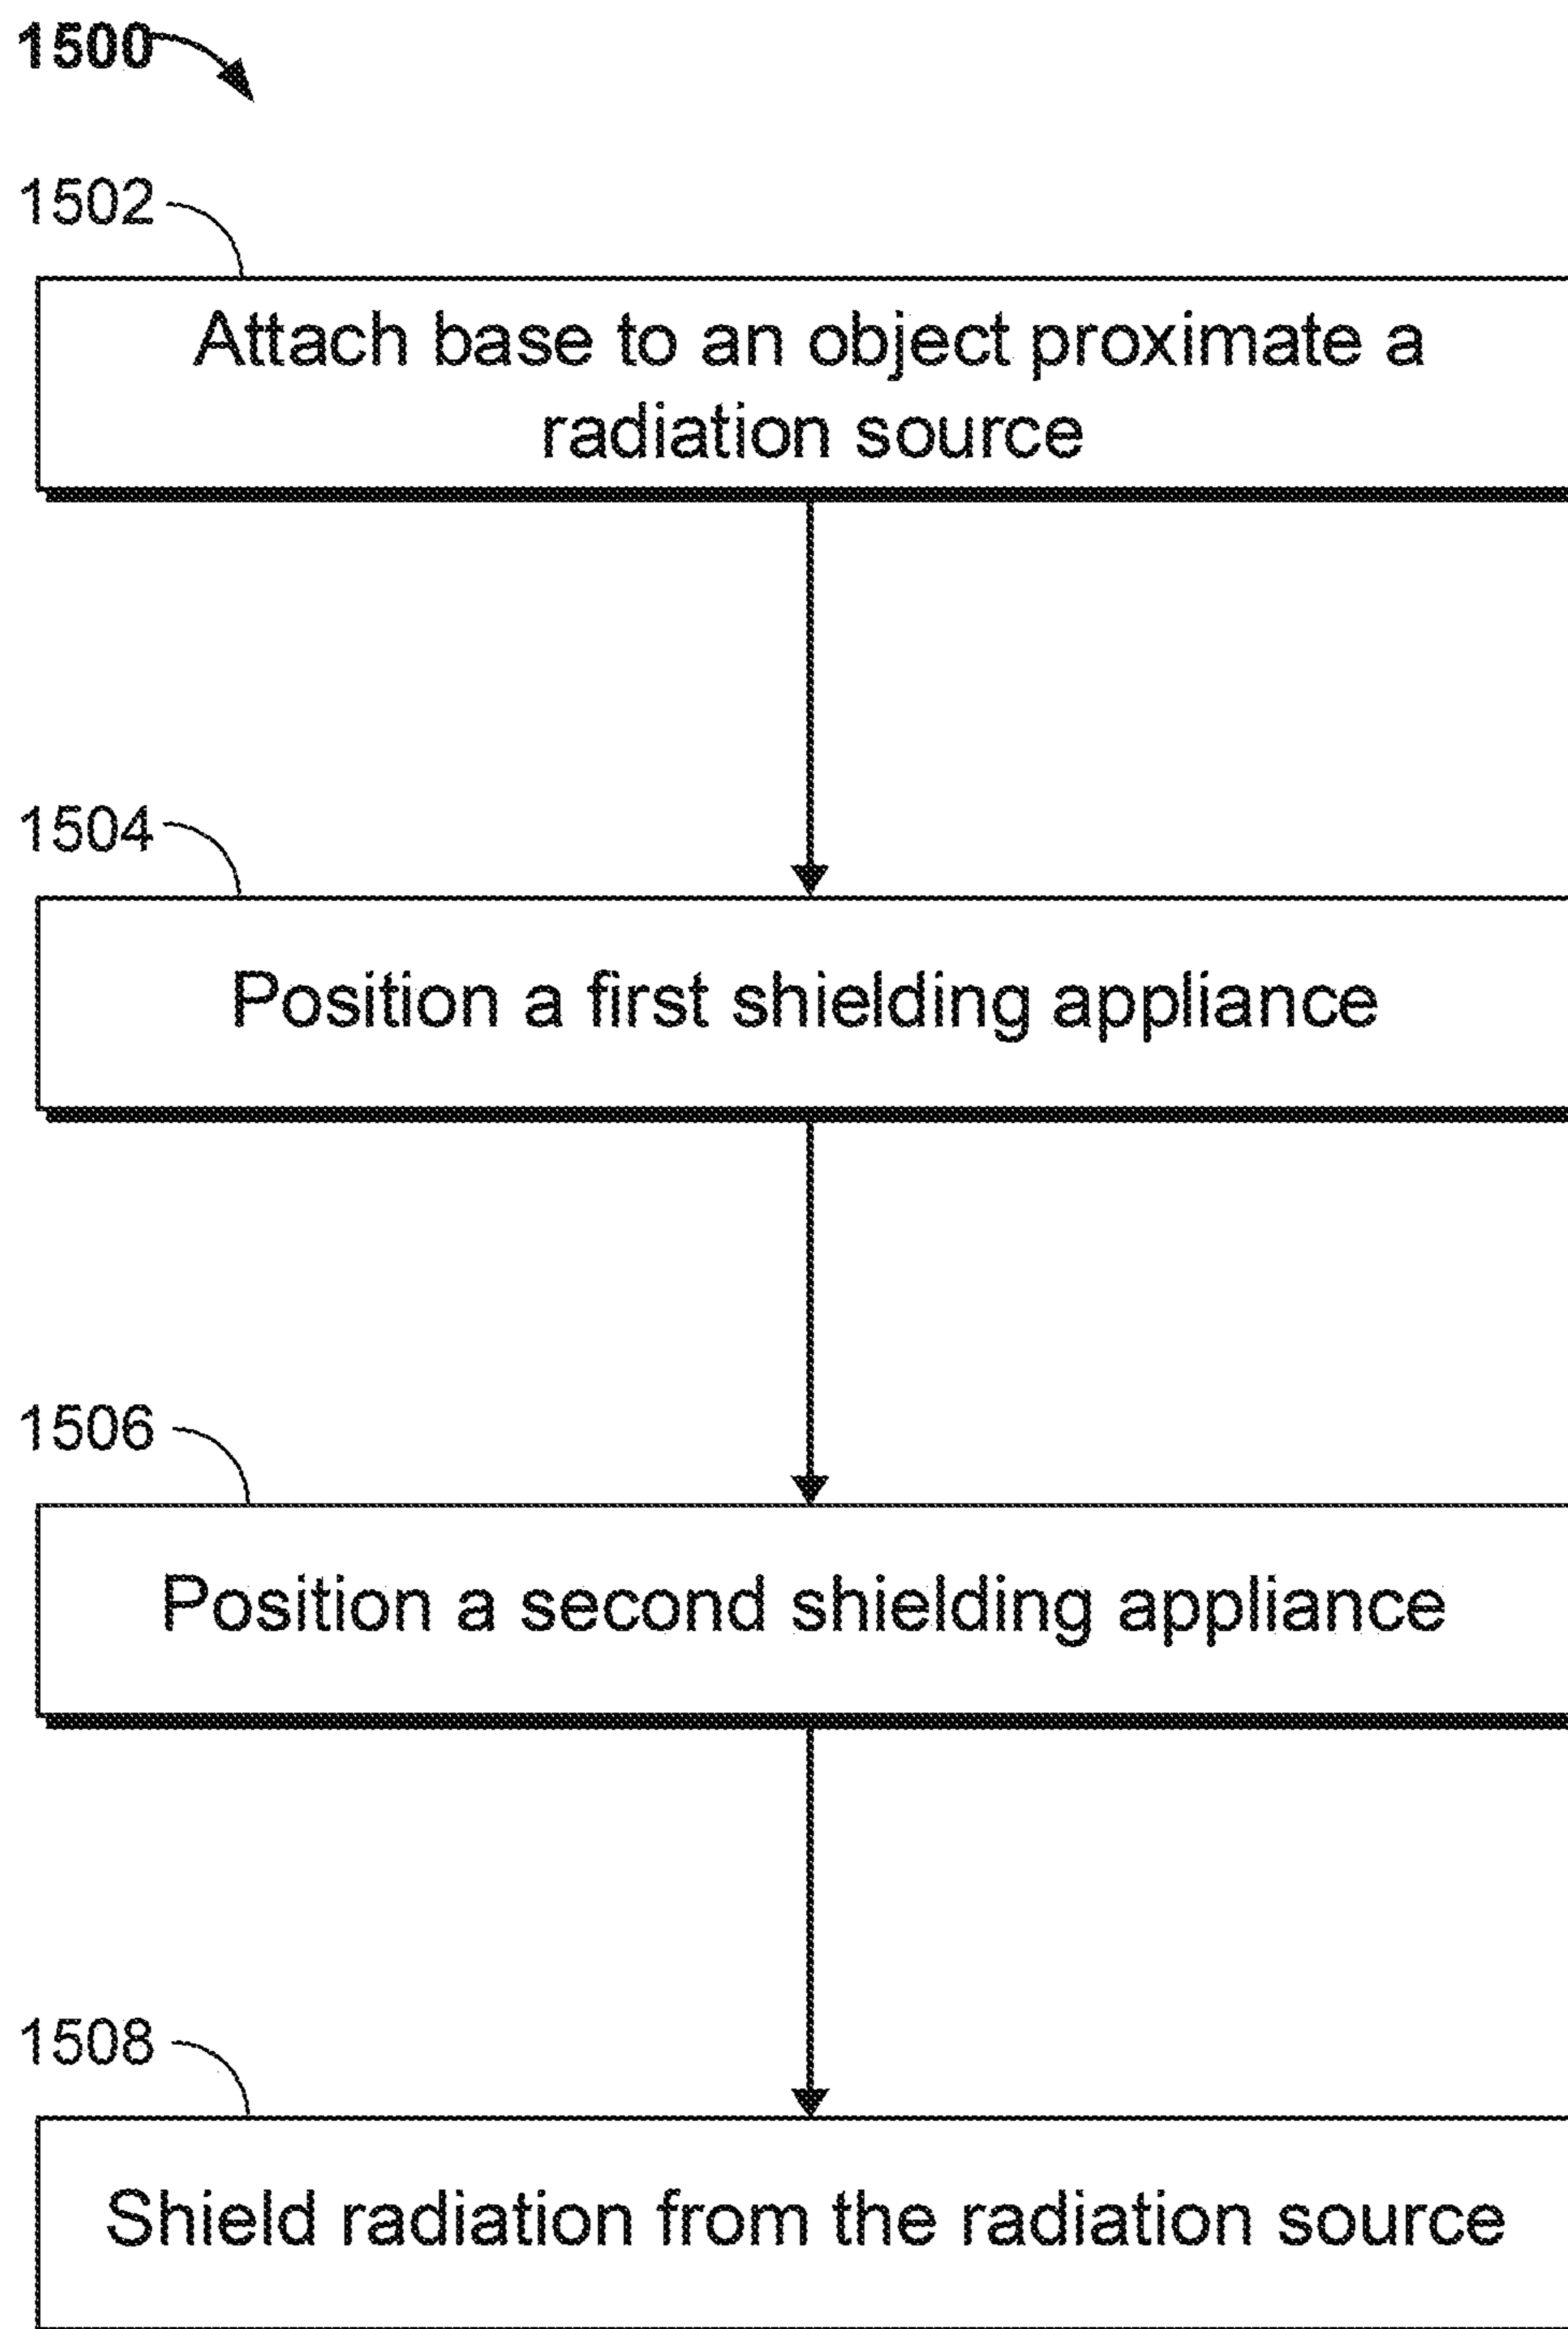 1500
1502
Attach base to an object proximate a
radiation source
1504
Position a first shielding appliance
1506
Position a second shielding appliance
1508
Shield radiation from the radiation source